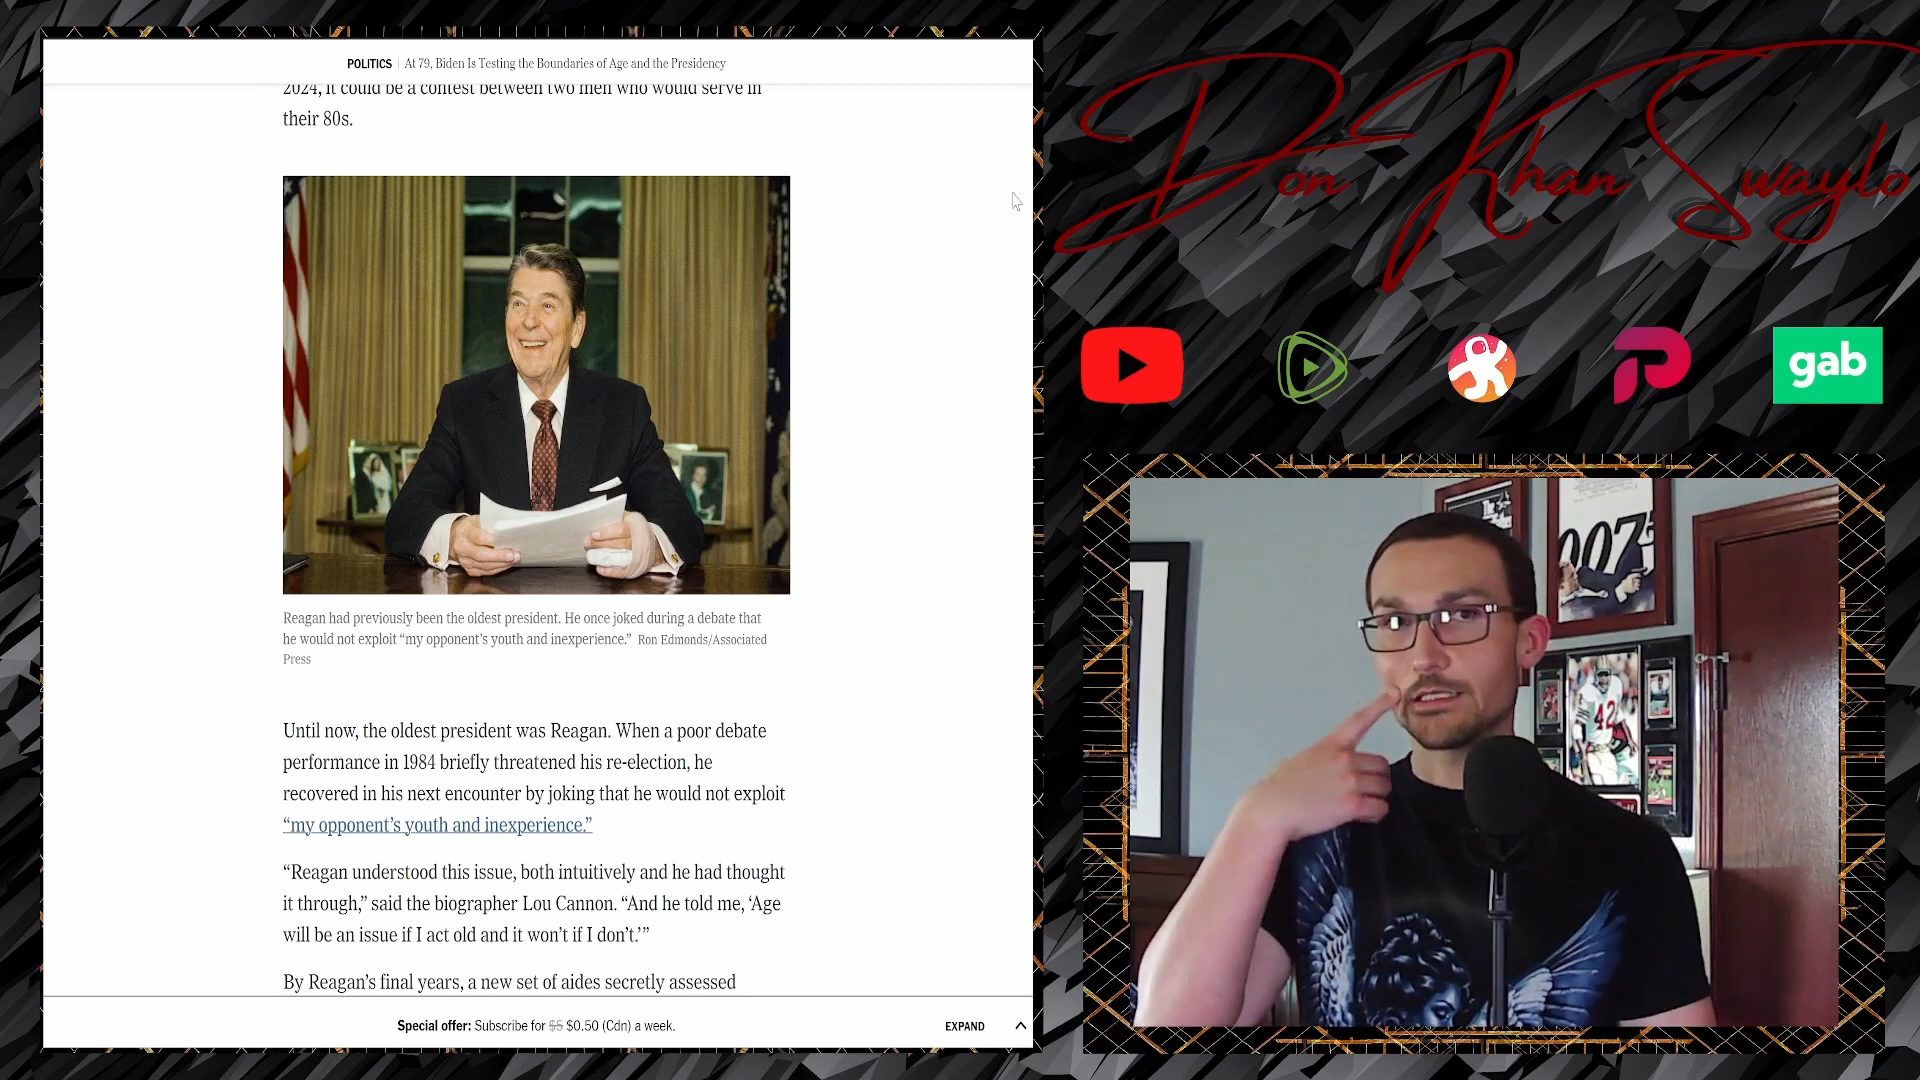 POLITICS At 79, Biden Is Testing the Boundaries of Age and the Presidency
2024, it could be a contest between two men who would serve in
their 80s.
Reagan had previously been the oldest president. He once joked during a debate that
he would not exploit “my opponent’s youth and inexperience.” Ron Edmonds/Associated
Press
Until now, the oldest president was Reagan. When a poor debate
performance in 1984 briefly threatened his re-election, he
recovered in his next encounter by joking that he would not exploit
“my opponent’s youth and inexperience.”
“Reagan understood this issue, both intuitively and he had thought
it through,” said the biographer Lou Cannon. “And he told me, ‘Age
will be an issue if I act old and it won’t if I don’t.’”
By Reagan’s final years, a new set of aides secretly assessed
Special offer: Subscribe for $5 $0.50 (Cdn) a week.
EXPAND
Don Khan Swaylo
gab
007
42